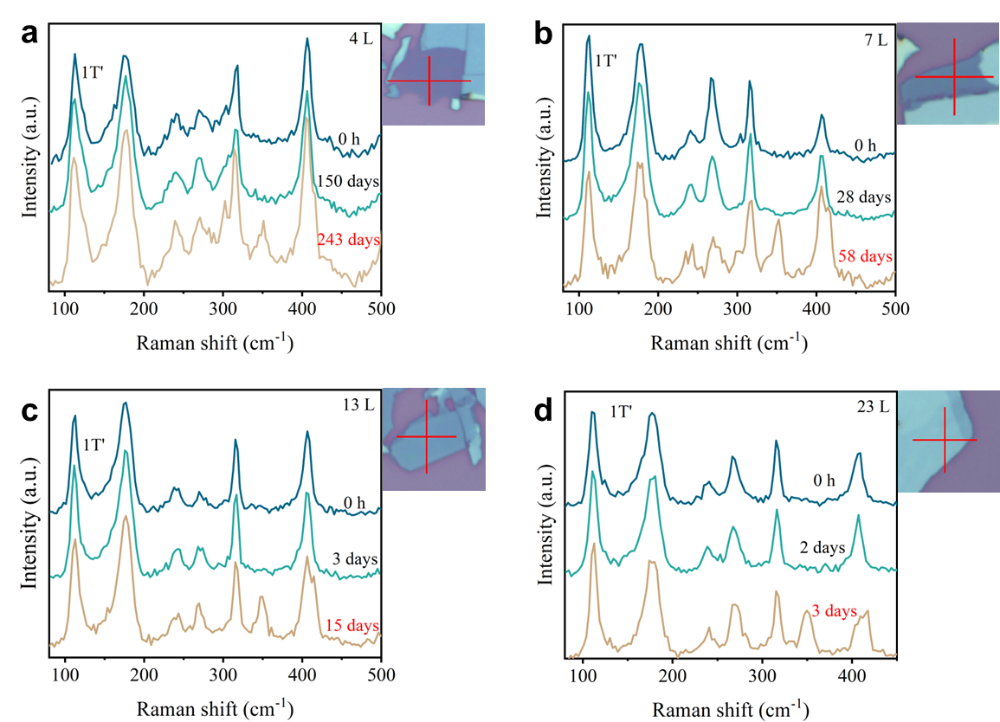 a
4 L
1T'
0 h
150 days
243 days
Intensity (a.u.)
100 200 300 400 500
Raman shift (cm⁻¹)
b
7 L
1T'
0 h
28 days
58 days
Intensity (a.u.)
100 200 300 400 500
Raman shift (cm⁻¹)
c
13 L
1T'
0 h
3 days
15 days
Intensity (a.u.)
100 200 300 400 500
Raman shift (cm⁻¹)
d
23 L
1T'
0 h
2 days
3 days
Intensity (a.u.)
100 200 300 400
Raman shift (cm⁻¹)